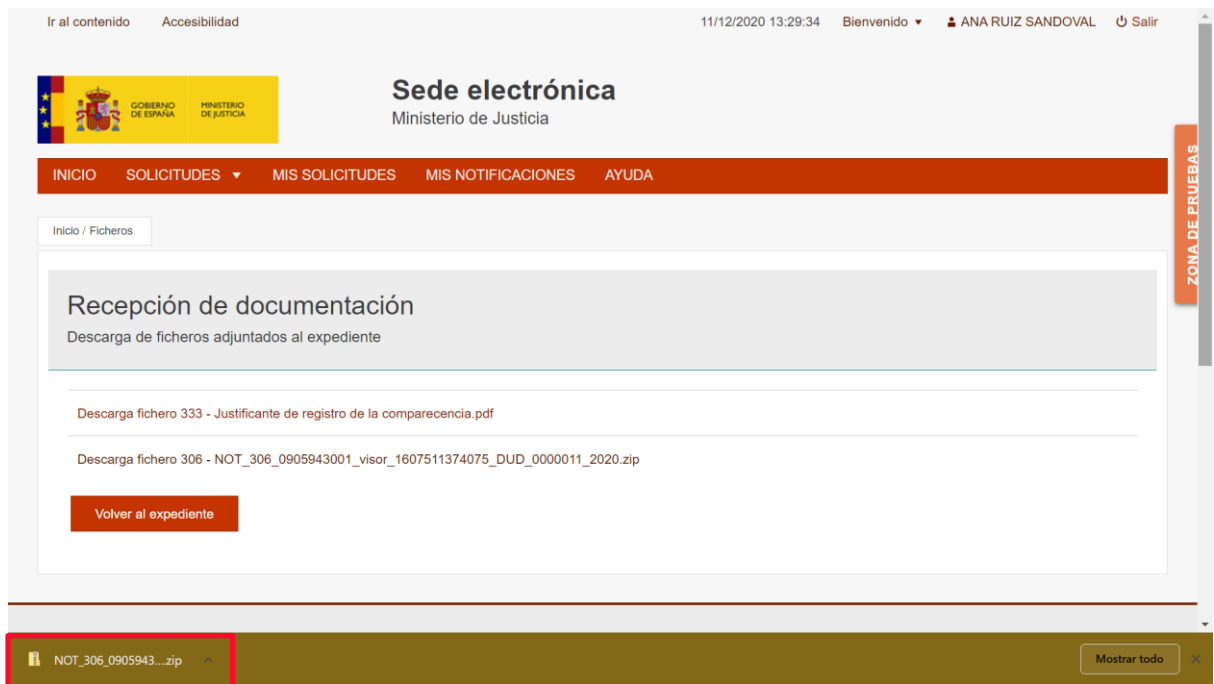 Ir al contenido Accesibilidad 11/12/2020 13:29:34 Bienvenido ANA RUIZ SANDOVAL Salir
GOBIERNO DE ESPAÑA
MINISTERIO DE JUSTICIA
Sede electrónica
Ministerio de Justicia
INICIO SOLICITUDES MIS SOLICITUDES MIS NOTIFICACIONES AYUDA
ZONA DE PRUEBAS
Inicio / Ficheros
Recepción de documentación
Descarga de ficheros adjuntados al expediente
Descarga fichero 333 - Justificante de registro de la comparecencia.pdf
Descarga fichero 306 - NOT_306_0905943001_visor_1607511374075_DUD_0000011_2020.zip
Volver al expediente
NOT_306_0905943....zip Mostrar todo